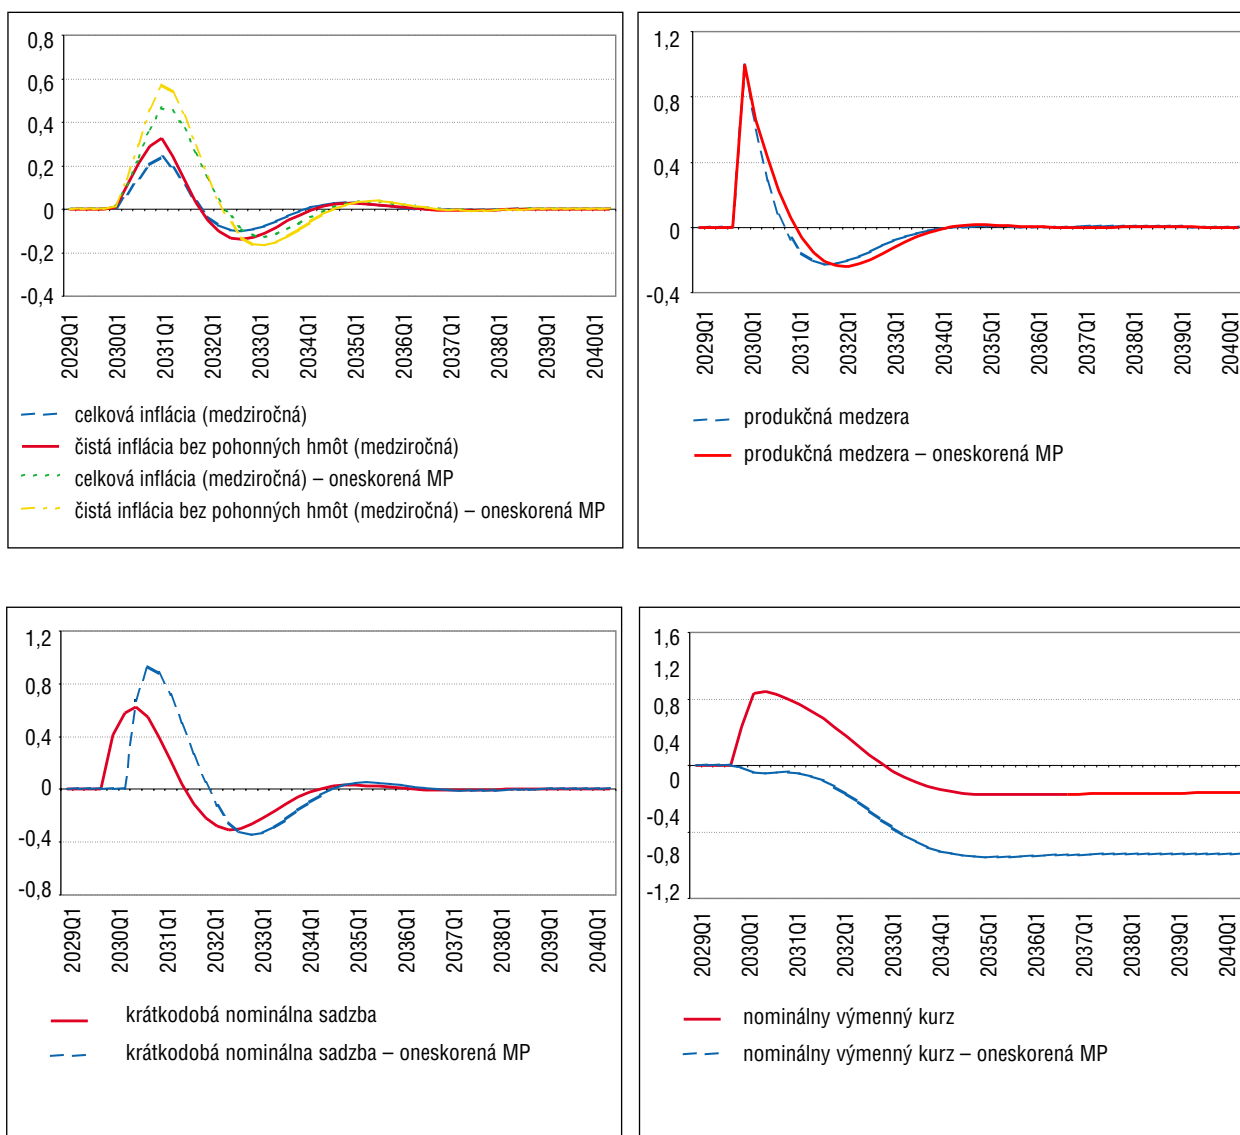 0,8
0,6
0,4
0,2
0
-0,2
-0,4
2029Q1
2030Q1
2031Q1
2032Q1
2033Q1
2034Q1
2035Q1
2036Q1
2037Q1
2038Q1
2039Q1
2040Q1
celková inflácia (medziročná)
čistá inflácia bez pohonných hmôt (medziročná)
celková inflácia (medziročná) – oneskorená MP
čistá inflácia bez pohonných hmôt (medziročná) – oneskorená MP
1,2
0,8
0,4
0
-0,4
2029Q1
2030Q1
2031Q1
2032Q1
2033Q1
2034Q1
2035Q1
2036Q1
2037Q1
2038Q1
2039Q1
2040Q1
produkčná medzera
produkčná medzera – oneskorená MP
1,2
0,8
0,4
0
-0,4
-0,8
2029Q1
2030Q1
2031Q1
2032Q1
2033Q1
2034Q1
2035Q1
2036Q1
2037Q1
2038Q1
2039Q1
2040Q1
krátkodobá nominálna sadzba
krátkodobá nominálna sadzba – oneskorená MP
1,6
1,2
0,8
0,4
0
-0,4
-0,8
-1,2
2029Q1
2030Q1
2031Q1
2032Q1
2033Q1
2034Q1
2035Q1
2036Q1
2037Q1
2038Q1
2039Q1
2040Q1
nominálny výmenný kurz
nominálny výmenný kurz – oneskorená MP